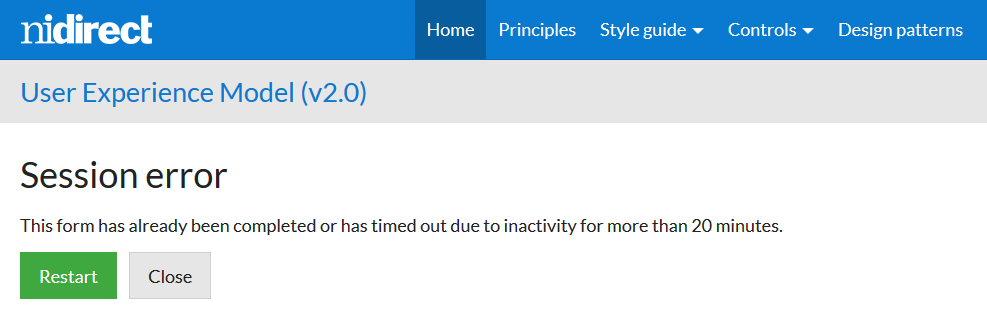 nidirect
Home Principles Style guide Controls Design patterns
User Experience Model (v2.0)
Session error
This form has already been completed or has timed out due to inactivity for more than 20 minutes.
Restart Close